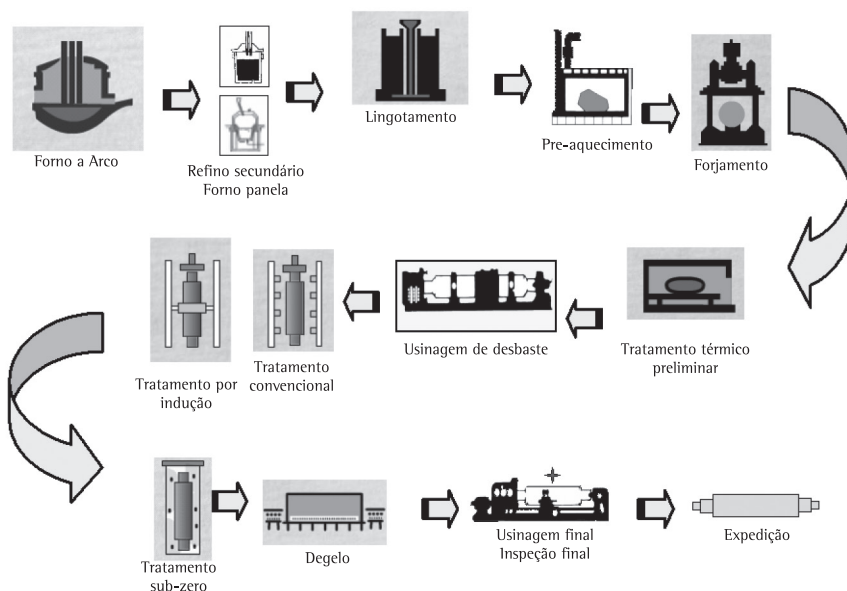 Forno a Arco
Refino secundário
Forno panela
Lingotamento
Pre-aquecimento
Forjamento
Tratamento por
indução
Tratamento
convencional
Usinagem de desbaste
Tratamento térmico
preliminar
Tratamento
sub-zero
Degelo
Usinagem final
Inspeção final
Expedição